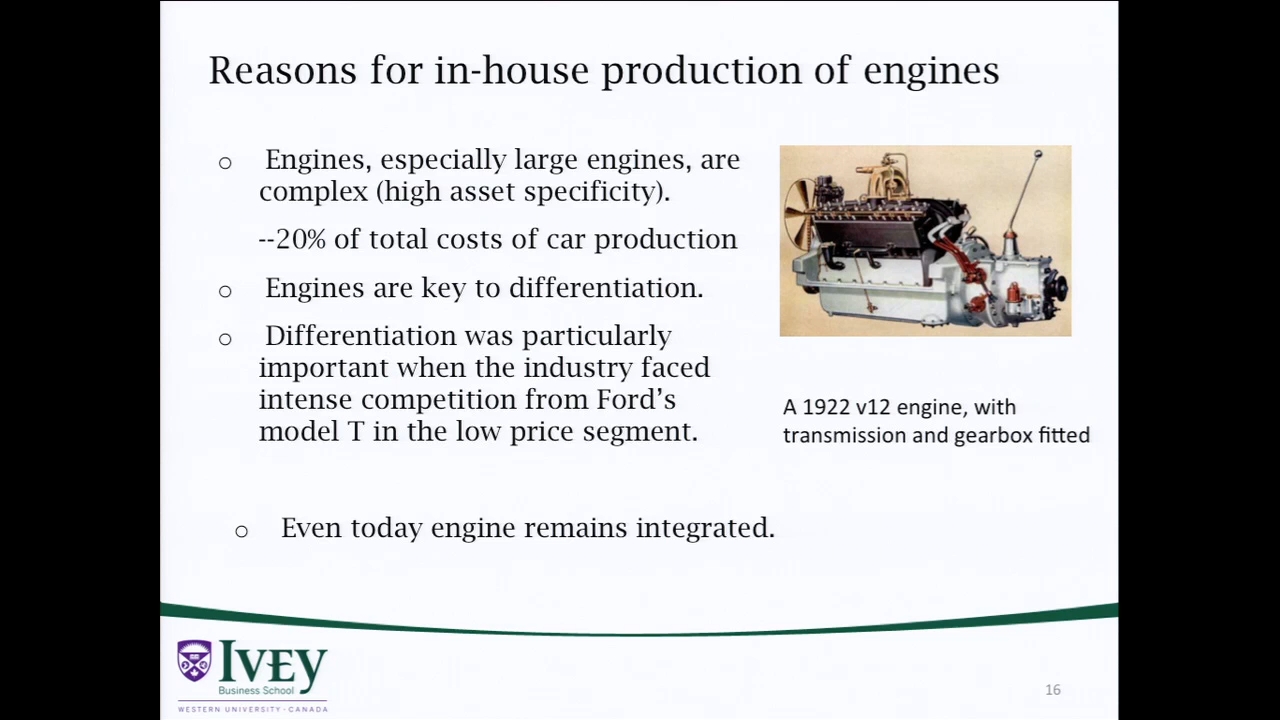 Reasons for in-house production of engines
o Engines, especially large engines, are
complex (high asset specificity).
--20% of total costs of car production
o Engines are key to differentiation.
o Differentiation was particularly
important when the industry faced
intense competition from Ford’s
model T in the low price segment.
A 1922 v12 engine, with
transmission and gearbox fitted
o Even today engine remains integrated.
IVEY
Business School
WESTERN UNIVERSITY · CANADA
16